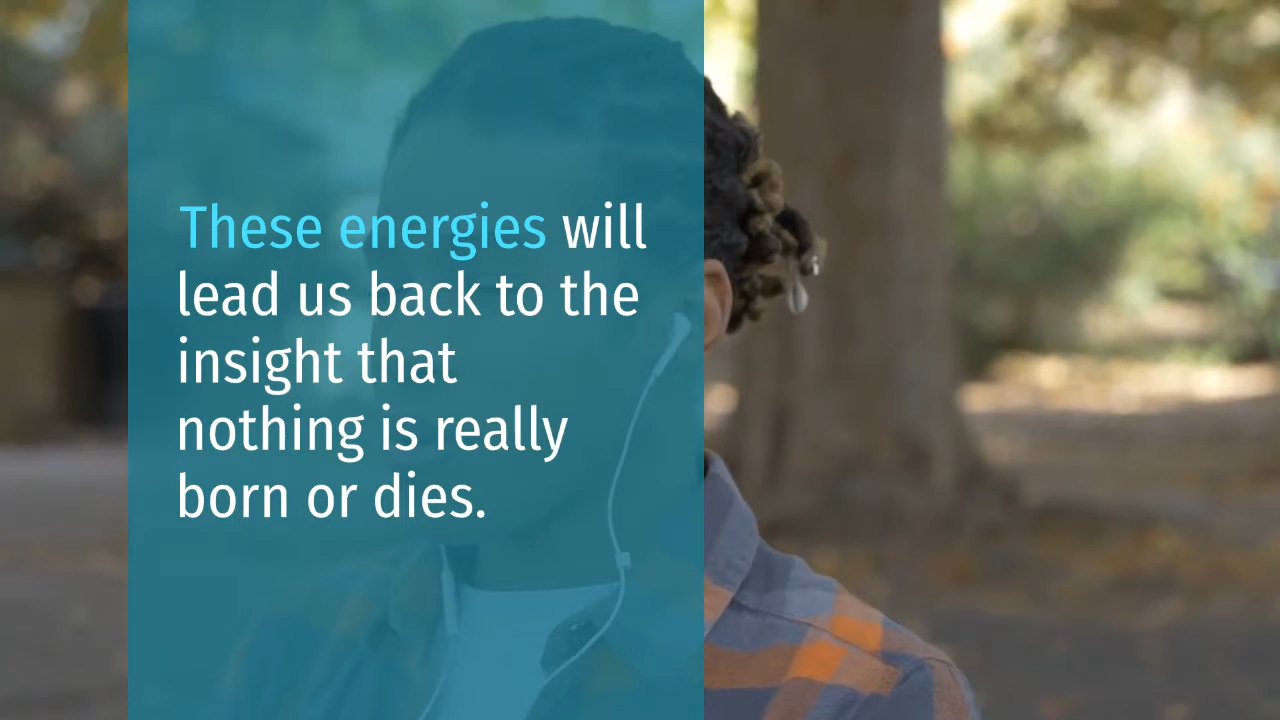 These energies will
lead us back to the
insight that
nothing is really
born or dies.